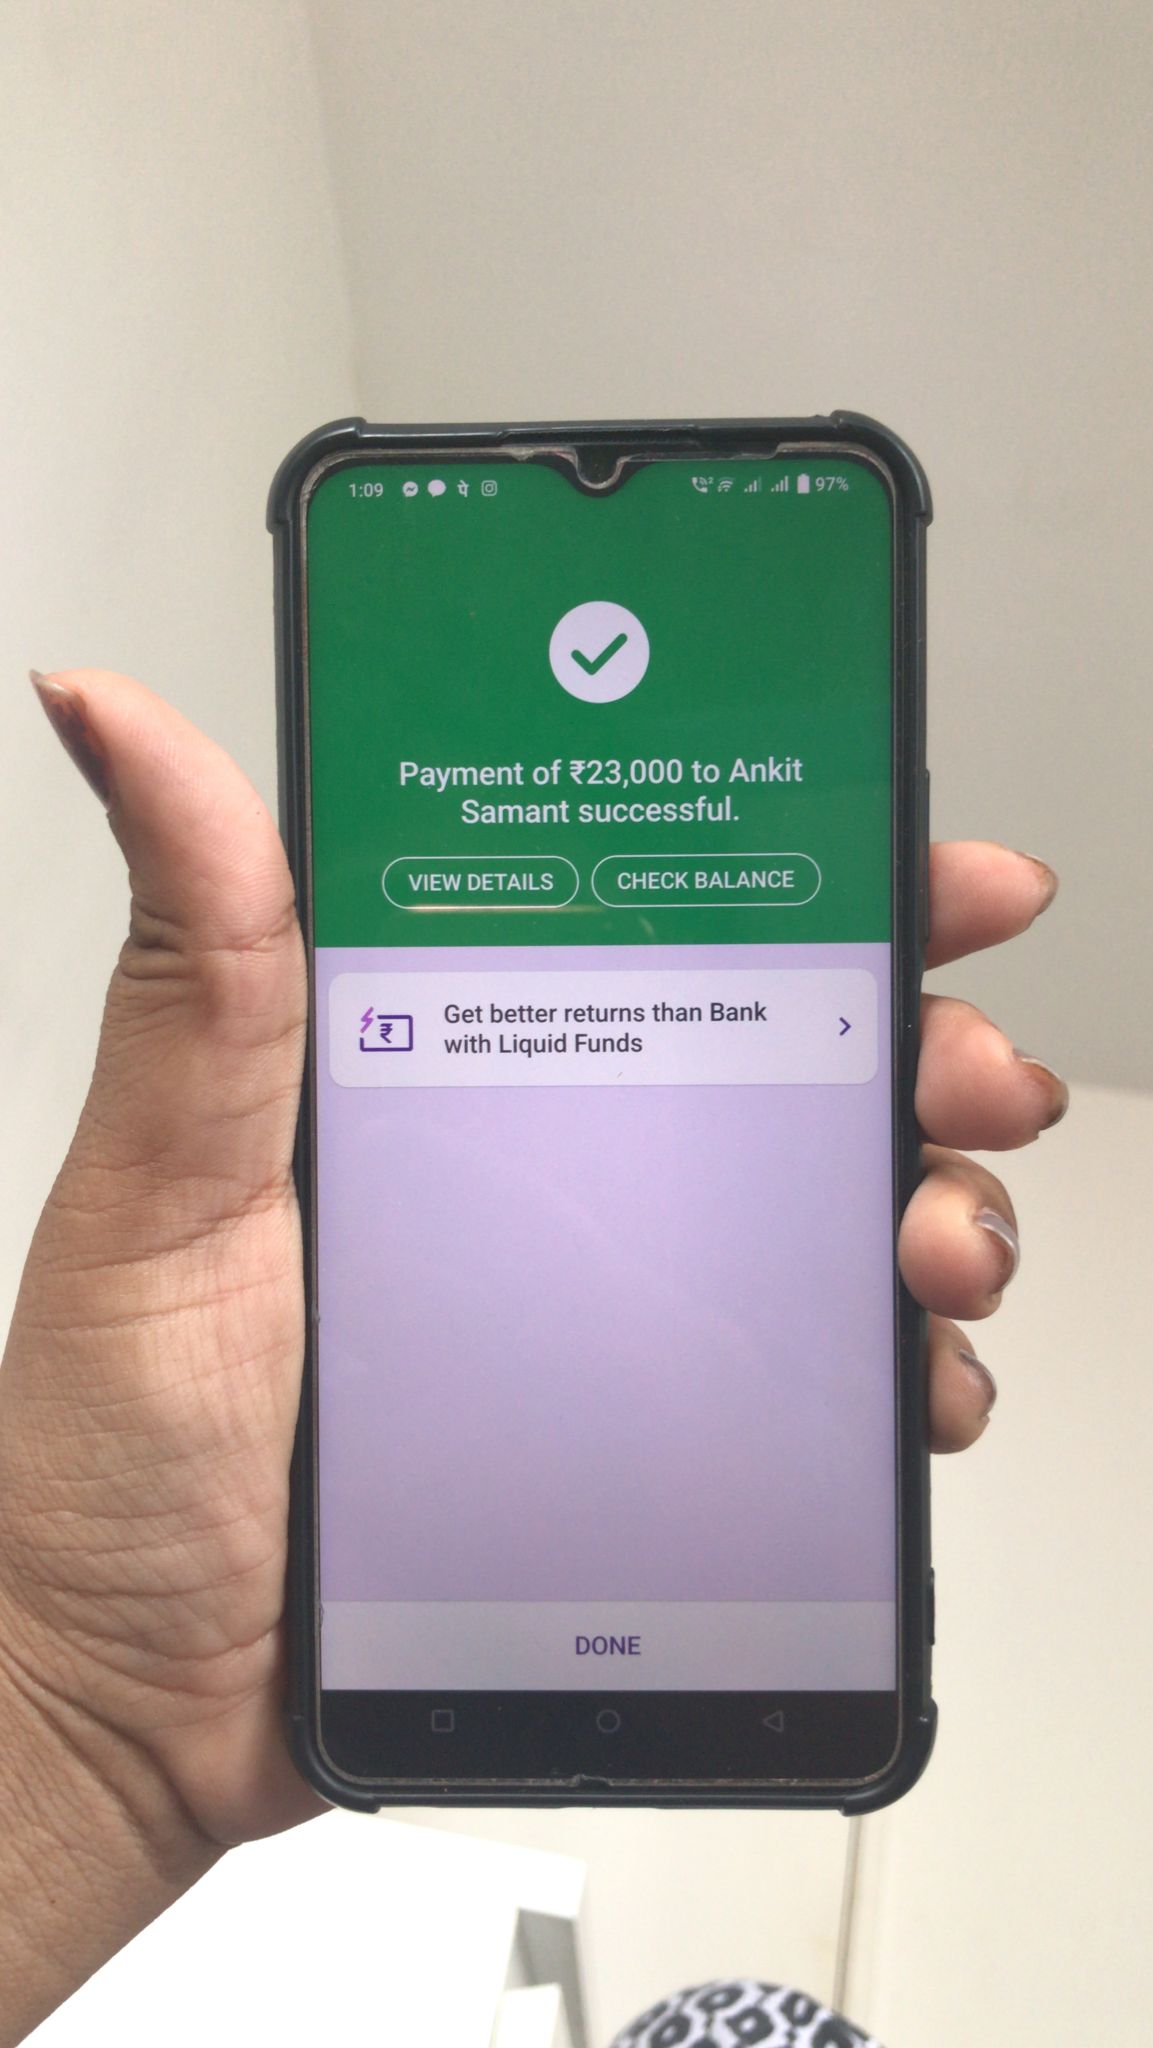 1:09 पे 97%
Payment of ₹23,000 to Ankit
Samant successful.
VIEW DETAILS CHECK BALANCE
₹ Get better returns than Bank
with Liquid Funds
DONE